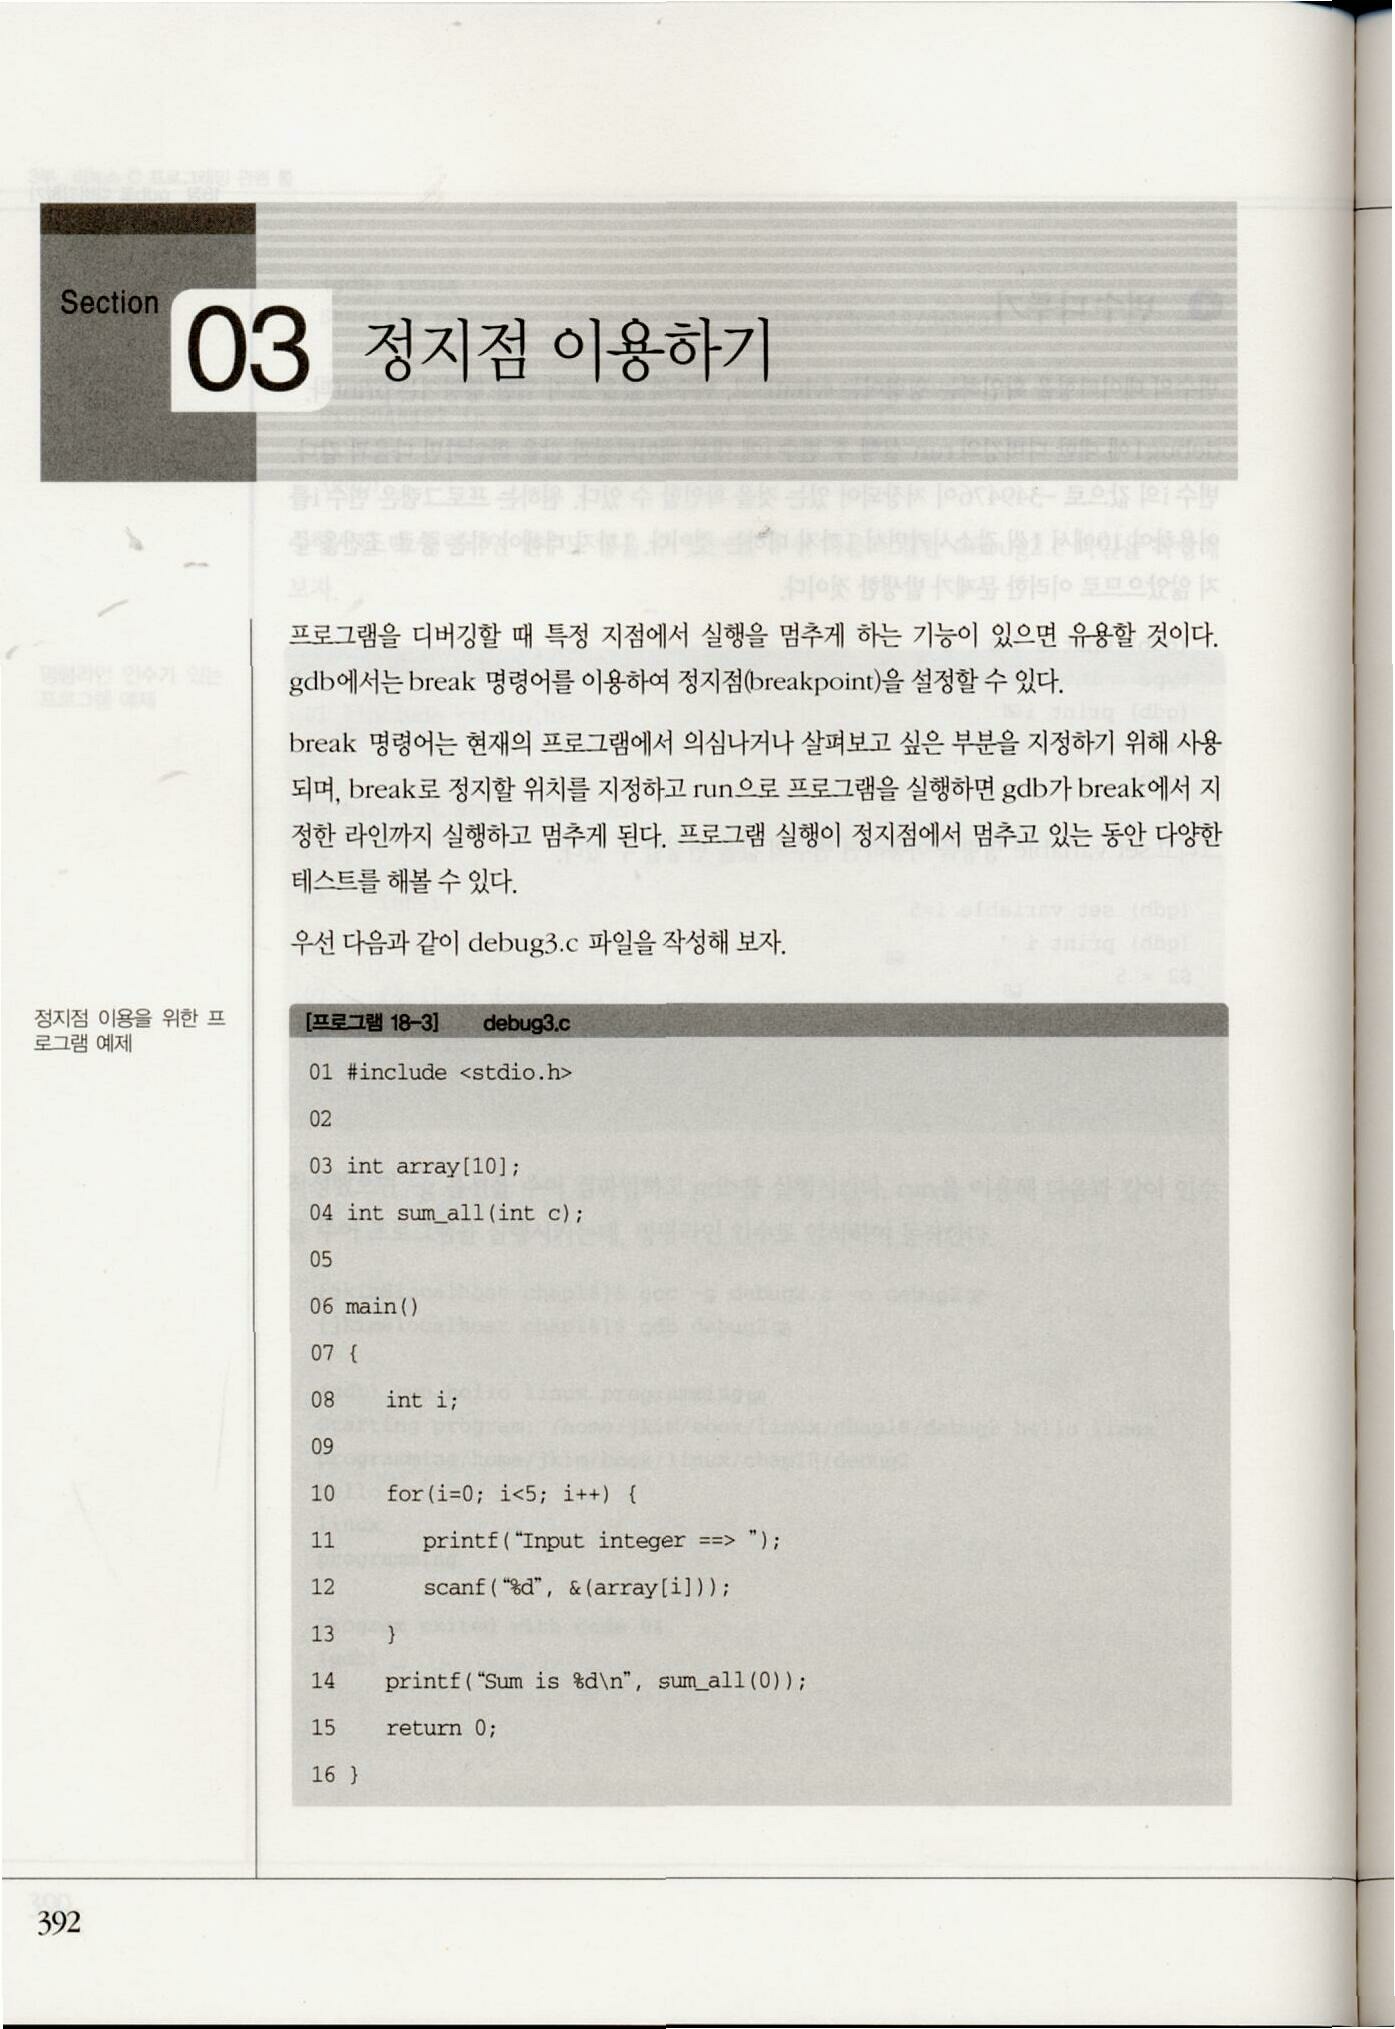 Section
03 정지점 이용하기
프로그램을 디버깅할 때 특정 지점에서 실행을 멈추게 하는 기능이 있으면 유용할 것이다.
gdb에서는 break 명령어를 이용하여 정지점(breakpoint)을 설정할 수 있다.
break 명령어는 현재의 프로그램에서 의심나거나 살펴보고 싶은 부분을 지정하기 위해 사용
되며, break로 정지할 위치를 지정하고 run으로 프로그램을 실행하면 gdb가 break에서 지
정한 라인까지 실행하고 멈추게 된다. 프로그램 실행이 정지점에서 멈추고 있는 동안 다양한
테스트를 해볼 수 있다.
우선 다음과 같이 debug3.c 파일을 작성해 보자.
정지점 이용을 위한 프
로그램 예제
[프로그램 18-3] debug3.c
01 #include <stdio.h>
02
03 int array[10];
04 int sum_all(int c);
05
06 main()
07 {
08 int i;
09
10 for(i=0; i<5; i++) {
11 printf("Input integer ==> ");
12 scanf("%d", &(array[i]));
13 }
14 printf("Sum is %d\n", sum_all(0));
15 return 0;
16 }
392